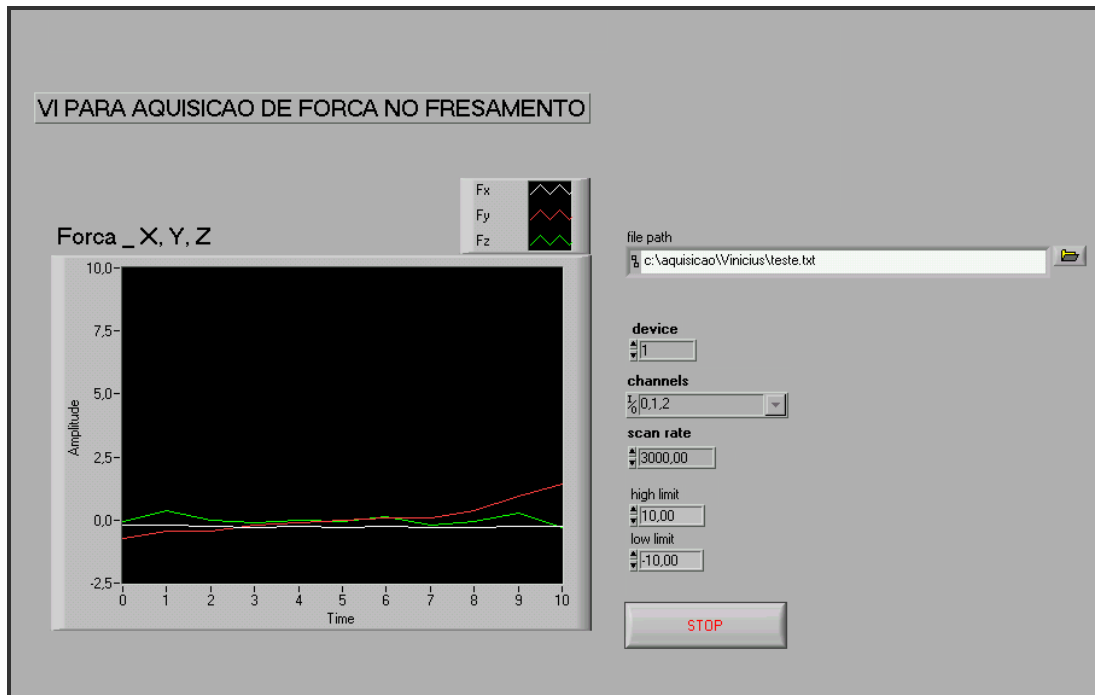 VI PARA AQUISICAO DE FORCA NO FRESAMENTO
Fx
Fy
Fz
Forca _ X, Y, Z
10,0
7,5
5,0
2,5
0,0
-2,5
Amplitude
0 1 2 3 4 5 6 7 8 9 10
Time
file path
c:\aquisicao\Vinicius\teste.txt
device
1
channels
I/O 0,1,2
scan rate
3000,00
high limit
10,00
low limit
-10,00
STOP